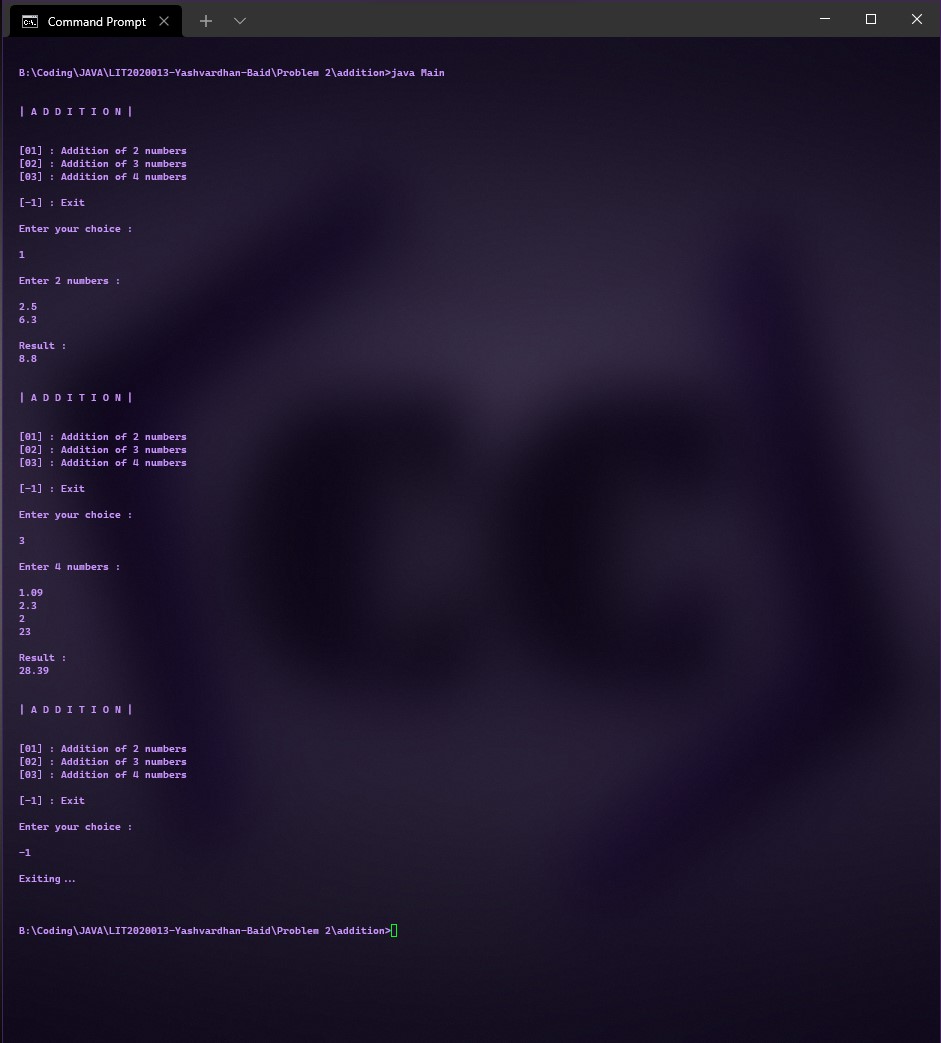 Command Prompt
B:\Coding\JAVA\LIT2020013-Yashvardhan-Baid\Problem 2\addition>java Main
| A D D I T I O N |
[01] : Addition of 2 numbers
[02] : Addition of 3 numbers
[03] : Addition of 4 numbers
[-1] : Exit
Enter your choice :
1
Enter 2 numbers :
2.5
6.3
Result :
8.8
| A D D I T I O N |
[01] : Addition of 2 numbers
[02] : Addition of 3 numbers
[03] : Addition of 4 numbers
[-1] : Exit
Enter your choice :
3
Enter 4 numbers :
1.09
2.3
2
23
Result :
28.39
| A D D I T I O N |
[01] : Addition of 2 numbers
[02] : Addition of 3 numbers
[03] : Addition of 4 numbers
[-1] : Exit
Enter your choice :
-1
Exiting...
B:\Coding\JAVA\LIT2020013-Yashvardhan-Baid\Problem 2\addition>